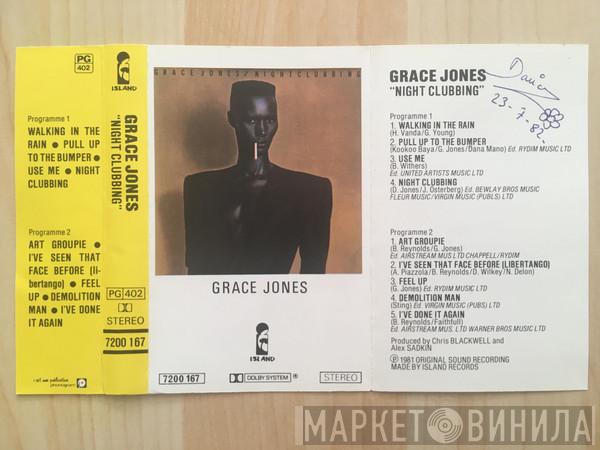 PG
402
Programme 1
WALKING IN THE
RAIN ● PULL UP
TO THE BUMPER ●
USE ME ● NIGHT
CLUBBING
Programme 2
ART GROUPIE ●
I'VE SEEN THAT
FACE BEFORE (li-
bertango) ● FEEL
UP ● DEMOLITION
MAN ● I'VE DONE
IT AGAIN
ISLAND
GRACE JONES
"NIGHT CLUBBING"
PG 402
STEREO
7200 167
GRACE JONES/NIGHTCLUBBING
GRACE JONES
ISLAND
7200 167
DOLBY SYSTEM ®
STEREO
GRACE JONES
"NIGHT CLUBBING"
23-7-82-
Programme 1
1. WALKING IN THE RAIN
(H. Vanda/G. Young)
2. PULL UP TO THE BUMPER
(Kookoo Baya/G. Jones/Dana Mano) Ed. RYDIM MUSIC LTD
3. USE ME
(B. Withers)
Ed. UNITED ARTISTS MUSIC LTD
4. NIGHT CLUBBING
(D. Jones/J. Osterberg) Ed. BEWLAY BROS MUSIC
FLEUR MUSIC/VIRGIN MUSIC (PUBLS) LTD
Programme 2
1. ART GROUPIE
(B. Reynolds/G. Jones)
Ed. AIRSTREAM MUS LTD CHAPPELL/RYDIM
2. I'VE SEEN THAT FACE BEFORE (LIBERTANGO)
(A. Piazzola/B. Reynolds/D. Wilkey/N. Delon)
3. FEEL UP
(G. Jones) Ed. RYDIM MUSIC LTD
4. DEMOLITION MAN
(Sting) Ed. VIRGIN MUSIC (PUBS) LTD
5. I'VE DONE IT AGAIN
(B. Reynolds/Faithfull)
Ed. AIRSTREAM MUS. LTD WARNER BROS MUSIC LTD
Produced by Chris BLACKWELL and
Alex SADKIN
Ⓟ 1981 ORIGINAL SOUND RECORDING
MADE BY ISLAND RECORDS
МАРКЕТ ВИНИЛА